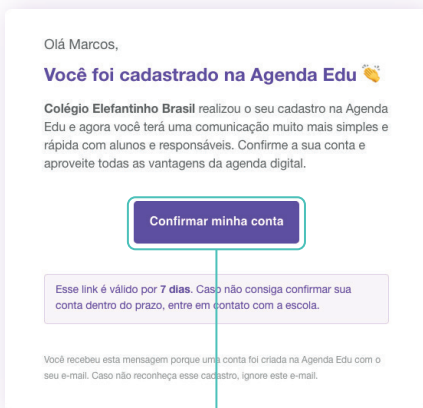 Olá Marcos,
Você foi cadastrado na Agenda Edu 👏
Colégio Elefantinho Brasil realizou o seu cadastro na Agenda
Edu e agora você terá uma comunicação muito mais simples e
rápida com alunos e responsáveis. Confirme a sua conta e
aproveite todas as vantagens da agenda digital.
Confirmar minha conta
Esse link é válido por 7 dias. Caso não consiga confirmar sua
conta dentro do prazo, entre em contato com a escola.
Você recebeu esta mensagem porque uma conta foi criada na Agenda Edu com o
seu e-mail. Caso não reconheça esse cadastro, ignore este e-mail.